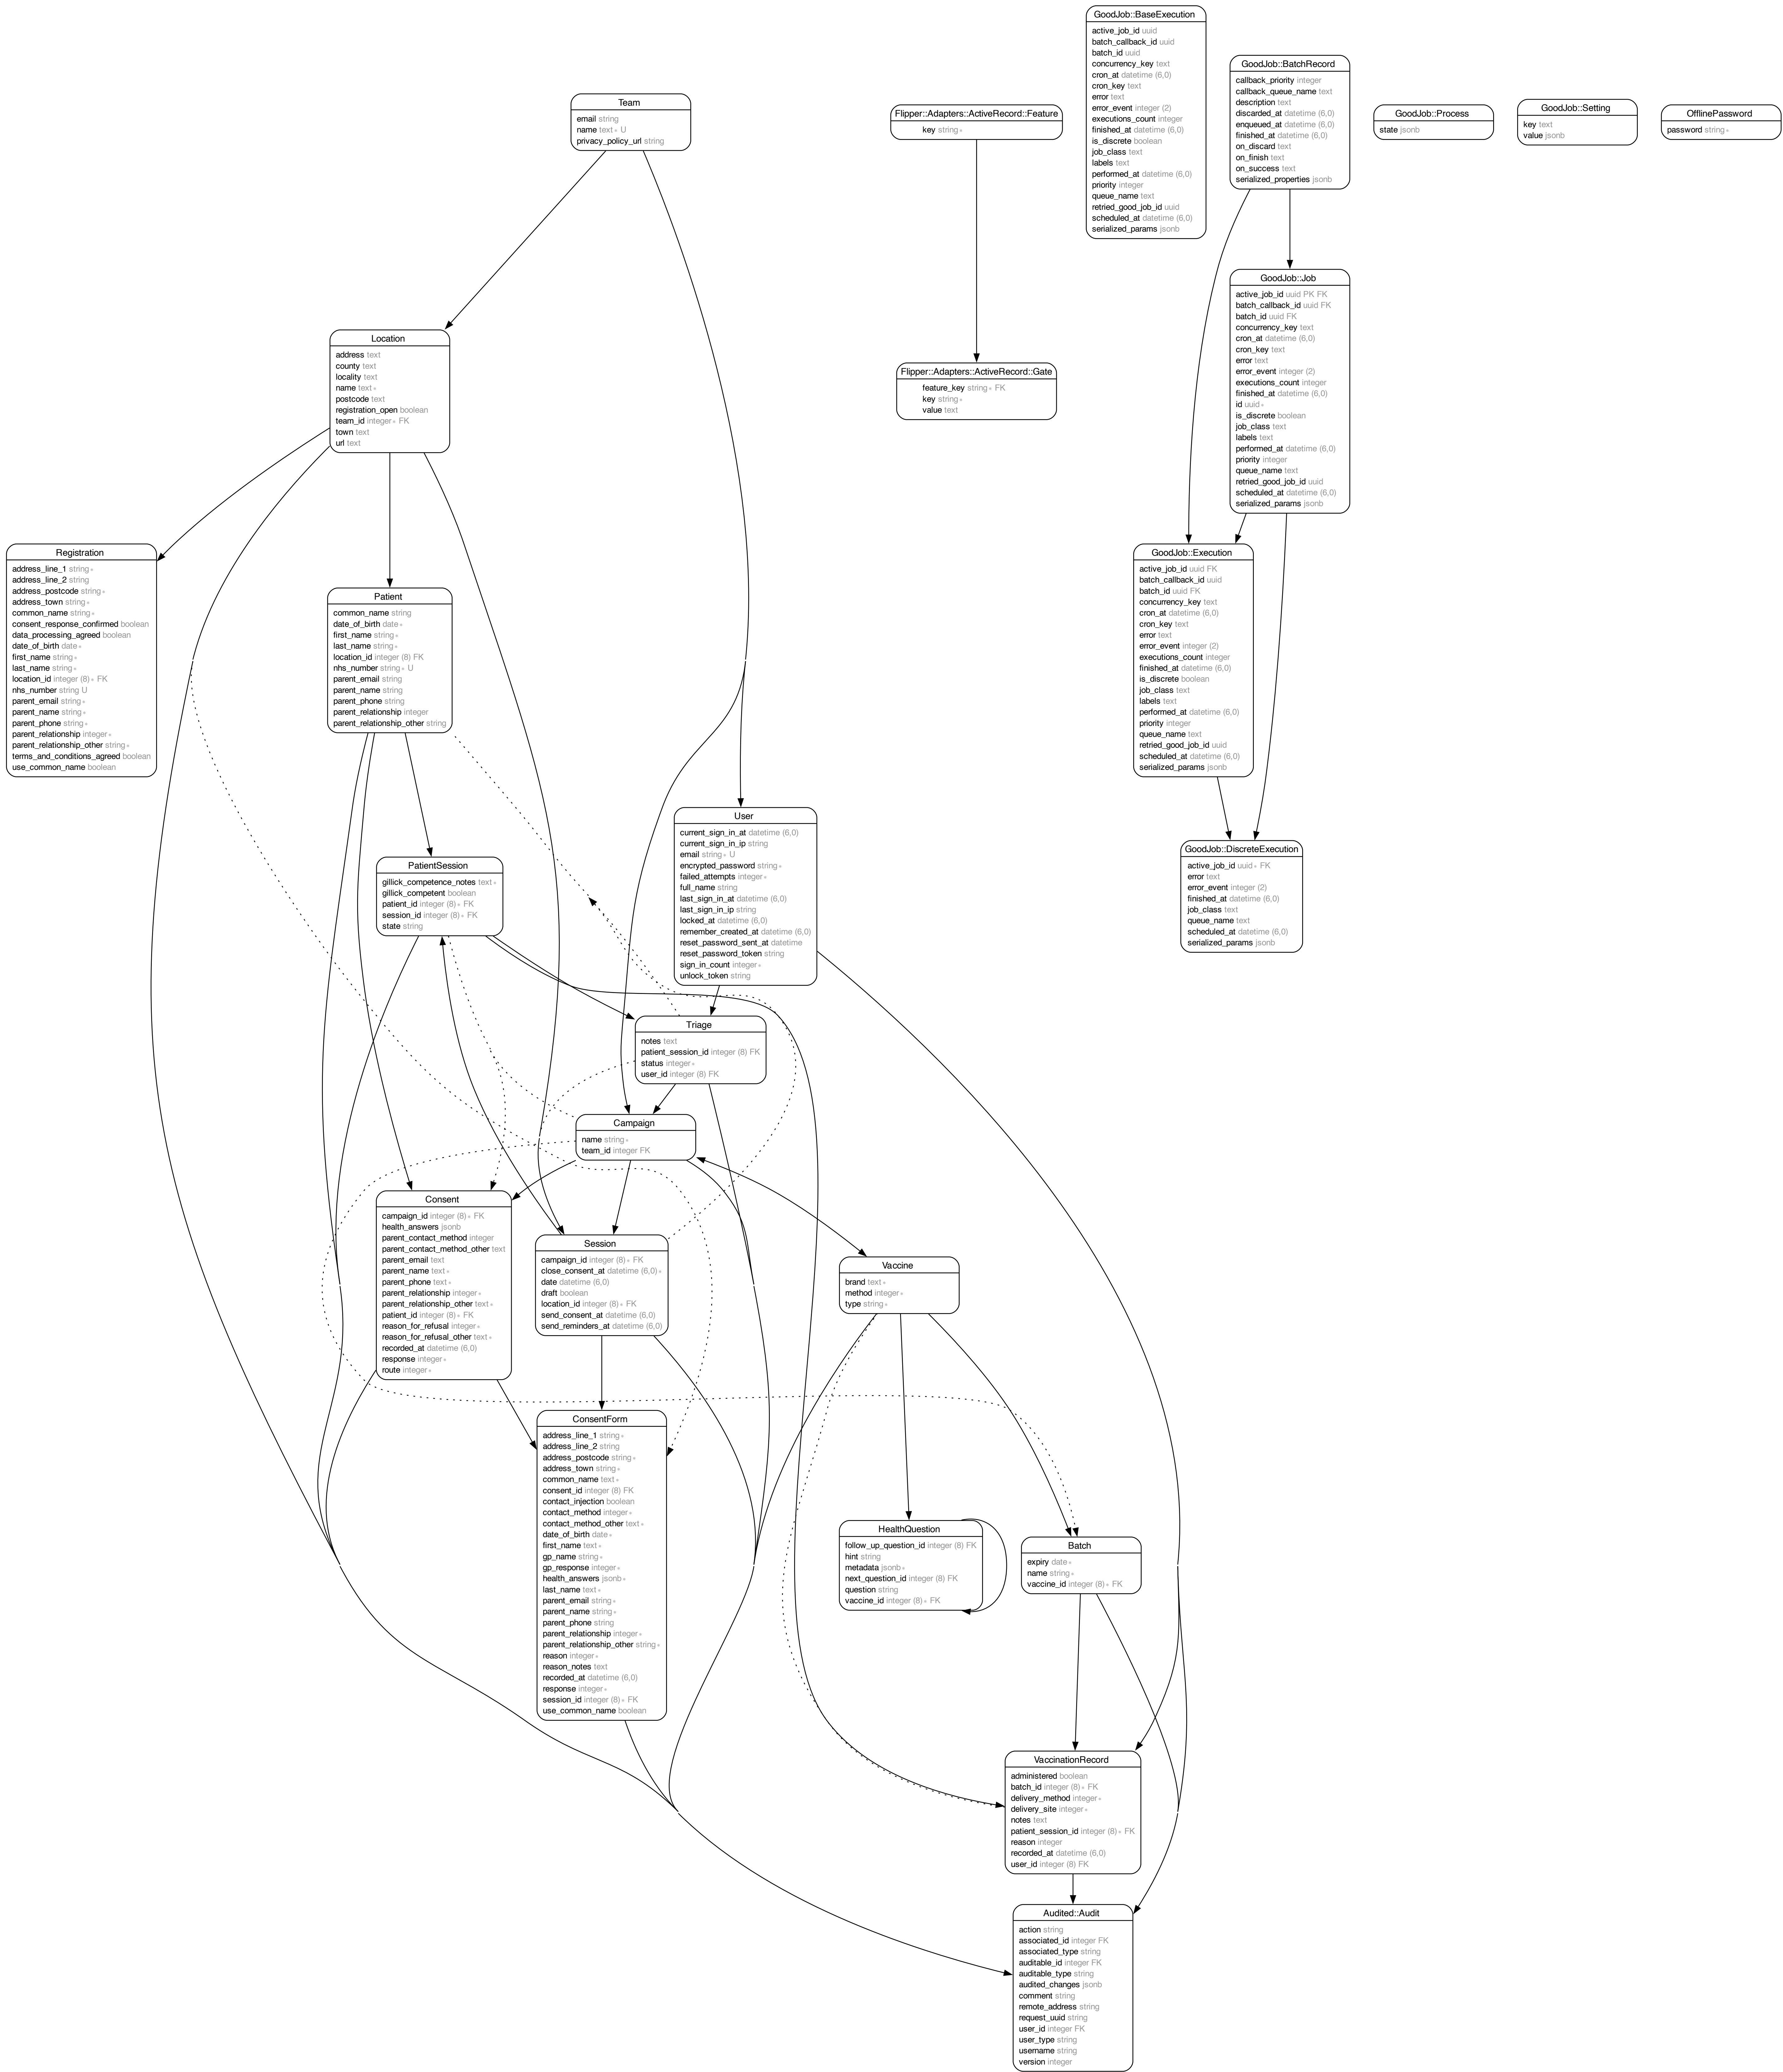 GoodJob::BaseExecution
active_job_id uuid
batch_callback_id uuid
batch_id uuid
concurrency_key text
cron_at datetime (6,0)
cron_key text
error text
error_event integer (2)
executions_count integer
finished_at datetime (6,0)
is_discrete boolean
job_class text
labels text
performed_at datetime (6,0)
priority integer
queue_name text
retried_good_job_id uuid
scheduled_at datetime (6,0)
serialized_params jsonb
GoodJob::BatchRecord
callback_priority integer
callback_queue_name text
description text
discarded_at datetime (6,0)
enqueued_at datetime (6,0)
finished_at datetime (6,0)
on_discard text
on_finish text
on_success text
serialized_properties jsonb
Team
email string
name text∗ U
privacy_policy_url string
Flipper::Adapters::ActiveRecord::Feature
key string∗
GoodJob::Process
state jsonb
GoodJob::Setting
key text
value jsonb
OfflinePassword
password string∗
GoodJob::Job
active_job_id uuid PK FK
batch_callback_id uuid FK
batch_id uuid FK
concurrency_key text
cron_at datetime (6,0)
cron_key text
error text
error_event integer (2)
executions_count integer
finished_at datetime (6,0)
id uuid∗
is_discrete boolean
job_class text
labels text
performed_at datetime (6,0)
priority integer
queue_name text
retried_good_job_id uuid
scheduled_at datetime (6,0)
serialized_params jsonb
Location
address text
county text
locality text
name text∗
postcode text
registration_open boolean
team_id integer∗ FK
town text
url text
Flipper::Adapters::ActiveRecord::Gate
feature_key string∗ FK
key string∗
value text
Registration
address_line_1 string∗
address_line_2 string
address_postcode string∗
address_town string∗
common_name string∗
consent_response_confirmed boolean
data_processing_agreed boolean
date_of_birth date∗
first_name string∗
last_name string∗
location_id integer (8)∗ FK
nhs_number string U
parent_email string∗
parent_name string∗
parent_phone string∗
parent_relationship integer∗
parent_relationship_other string∗
terms_and_conditions_agreed boolean
use_common_name boolean
GoodJob::Execution
active_job_id uuid FK
batch_callback_id uuid
batch_id uuid FK
concurrency_key text
cron_at datetime (6,0)
cron_key text
error text
error_event integer (2)
executions_count integer
finished_at datetime (6,0)
is_discrete boolean
job_class text
labels text
performed_at datetime (6,0)
priority integer
queue_name text
retried_good_job_id uuid
scheduled_at datetime (6,0)
serialized_params jsonb
Patient
common_name string
date_of_birth date∗
first_name string∗
last_name string∗
location_id integer (8) FK
nhs_number string∗ U
parent_email string
parent_name string
parent_phone string
parent_relationship integer
parent_relationship_other string
User
current_sign_in_at datetime (6,0)
current_sign_in_ip string
email string∗ U
encrypted_password string∗
failed_attempts integer∗
full_name string
last_sign_in_at datetime (6,0)
last_sign_in_ip string
locked_at datetime (6,0)
remember_created_at datetime (6,0)
reset_password_sent_at datetime
reset_password_token string
sign_in_count integer∗
unlock_token string
GoodJob::DiscreteExecution
active_job_id uuid∗ FK
error text
error_event integer (2)
finished_at datetime (6,0)
job_class text
queue_name text
scheduled_at datetime (6,0)
serialized_params jsonb
PatientSession
gillick_competence_notes text∗
gillick_competent boolean
patient_id integer (8)∗ FK
session_id integer (8)∗ FK
state string
Triage
notes text
patient_session_id integer (8) FK
status integer∗
user_id integer (8) FK
Campaign
name string∗
team_id integer FK
Consent
campaign_id integer (8)∗ FK
health_answers jsonb
parent_contact_method integer
parent_contact_method_other text
parent_email text
parent_name text∗
parent_phone text∗
parent_relationship integer∗
parent_relationship_other text∗
patient_id integer (8)∗ FK
reason_for_refusal integer∗
reason_for_refusal_other text∗
recorded_at datetime (6,0)
response integer∗
route integer∗
Session
campaign_id integer (8)∗ FK
close_consent_at datetime (6,0)∗
date datetime (6,0)
draft boolean
location_id integer (8)∗ FK
send_consent_at datetime (6,0)
send_reminders_at datetime (6,0)
Vaccine
brand text∗
method integer∗
type string∗
ConsentForm
address_line_1 string∗
address_line_2 string
address_postcode string∗
address_town string∗
common_name text∗
consent_id integer (8) FK
contact_injection boolean
contact_method integer∗
contact_method_other text∗
date_of_birth date∗
first_name text∗
gp_name string∗
gp_response integer∗
health_answers jsonb∗
last_name text∗
parent_email string∗
parent_name string∗
parent_phone string
parent_relationship integer∗
parent_relationship_other string∗
reason integer∗
reason_notes text
recorded_at datetime (6,0)
response integer∗
session_id integer (8)∗ FK
use_common_name boolean
HealthQuestion
follow_up_question_id integer (8) FK
hint string
metadata jsonb∗
next_question_id integer (8) FK
question string
vaccine_id integer (8)∗ FK
Batch
expiry date∗
name string∗
vaccine_id integer (8)∗ FK
VaccinationRecord
administered boolean
batch_id integer (8)∗ FK
delivery_method integer∗
delivery_site integer∗
notes text
patient_session_id integer (8)∗ FK
reason integer
recorded_at datetime (6,0)
user_id integer (8) FK
Audited::Audit
action string
associated_id integer FK
associated_type string
auditable_id integer FK
auditable_type string
audited_changes jsonb
comment string
remote_address string
request_uuid string
user_id integer FK
user_type string
username string
version integer